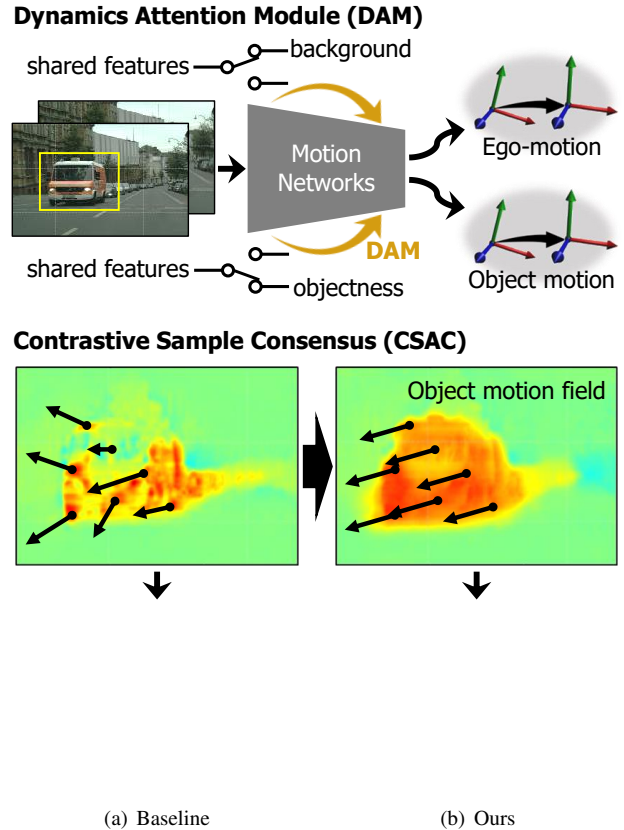 Dynamics Attention Module (DAM)
background
shared features
Motion
Networks
Ego-motion
DAM
shared features
objectness
Object motion
Contrastive Sample Consensus (CSAC)
Object motion field
(a) Baseline
(b) Ours